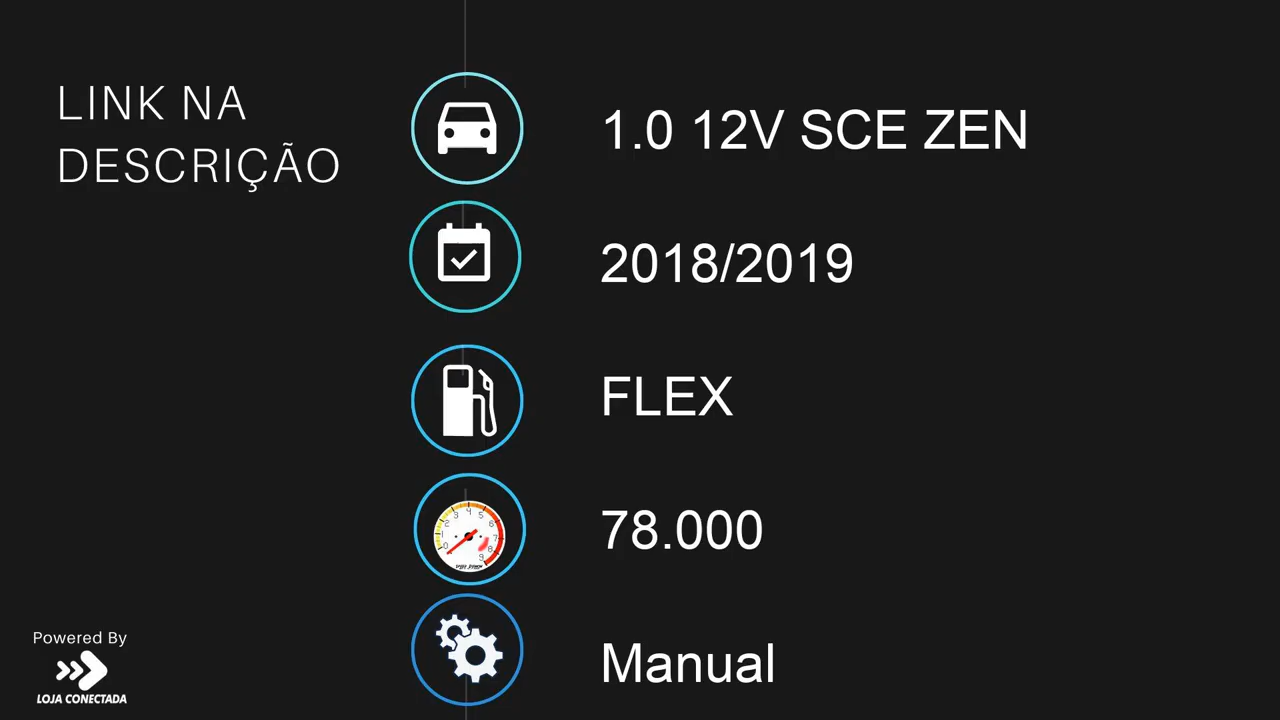 LINK NA
DESCRIÇÃO
1.0 12V SCE ZEN
2018/2019
FLEX
78.000
Manual
Powered By
LOJA CONECTADA